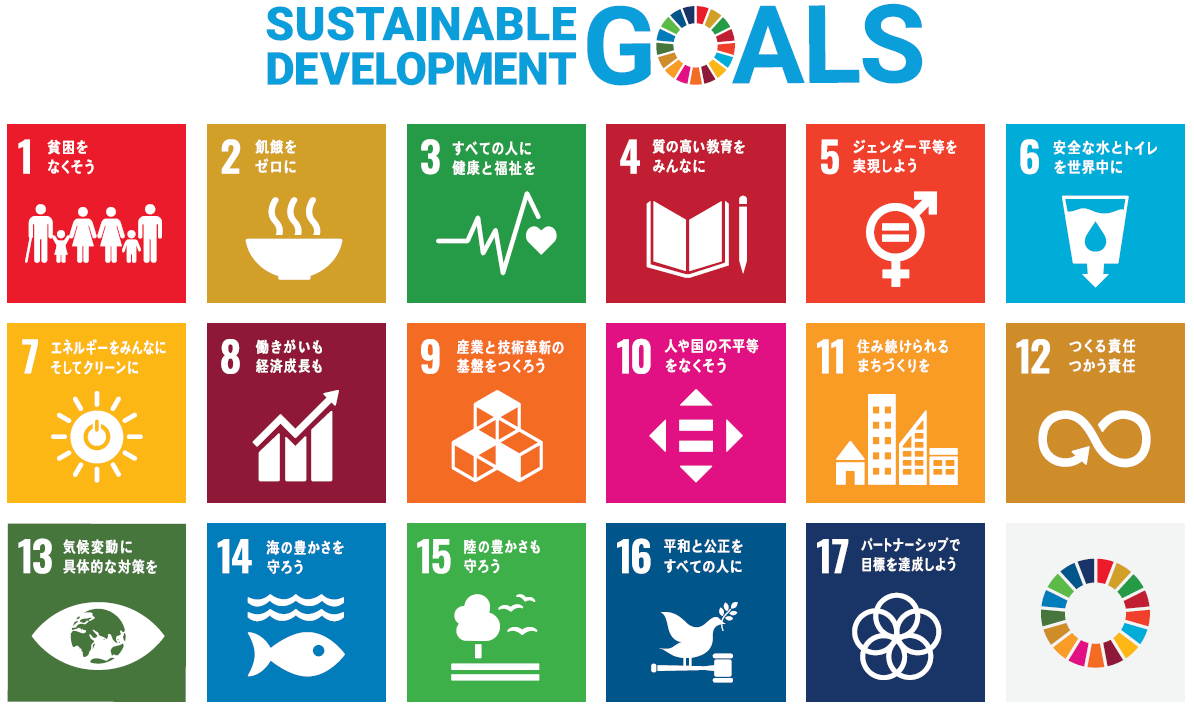 SUSTAINABLE
DEVELOPMENT
GOALS
1
貧困を
なくそう
2
飢餓を
ゼロに
3
すべての人に
健康と福祉を
4
質の高い教育を
みんなに
5
ジェンダー平等を
実現しよう
6
安全な水とトイレ
を世界中に
7
エネルギーをみんなに
そしてクリーンに
8
働きがいも
経済成長も
9
産業と技術革新の
基盤をつくろう
10
人や国の不平等
をなくそう
11
住み続けられる
まちづくりを
12
つくる責任
つかう責任
13
気候変動に
具体的な対策を
14
海の豊かさを
守ろう
15
陸の豊かさも
守ろう
16
平和と公正を
すべての人に
17
パートナーシップで
目標を達成しよう